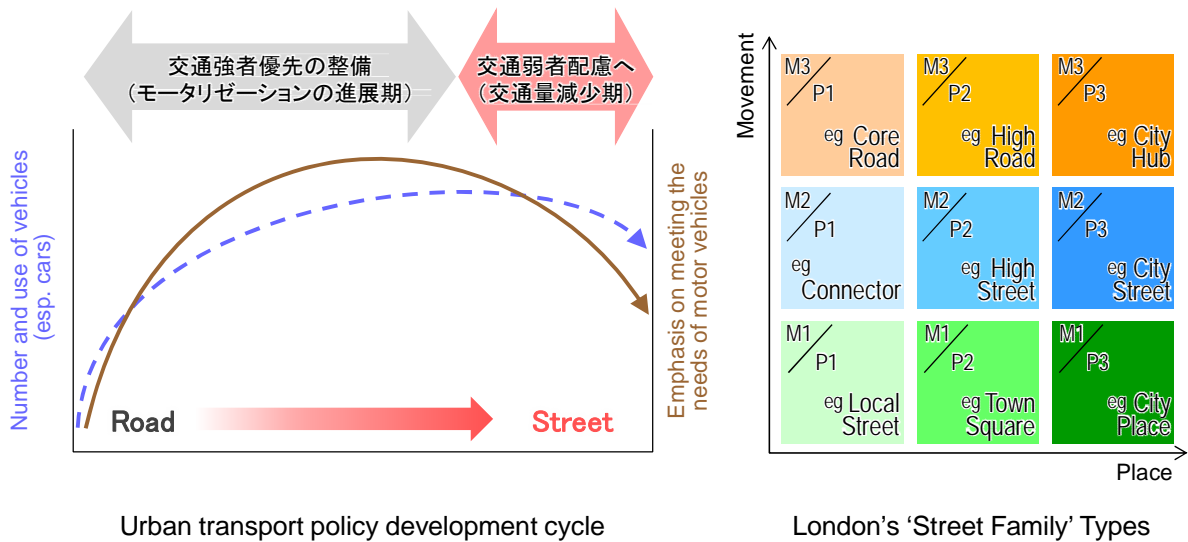 交通強者優先の整備
（モータリゼーションの進展期）
交通弱者配慮へ
（交通量減少期）
Number and use of vehicles
(esp. cars)
Emphasis on meeting the
needs of motor vehicles
Road
Street
Urban transport policy development cycle
Movement
M3
P1
eg Core
Road
M3
P2
eg High
Road
M3
P3
eg City
Hub
M2
P1
eg
Connector
M2
P2
eg High
Street
M2
P3
eg City
Street
M1
P1
eg Local
Street
M1
P2
eg Town
Square
M1
P3
eg City
Place
Place
London's ‘Street Family’ Types